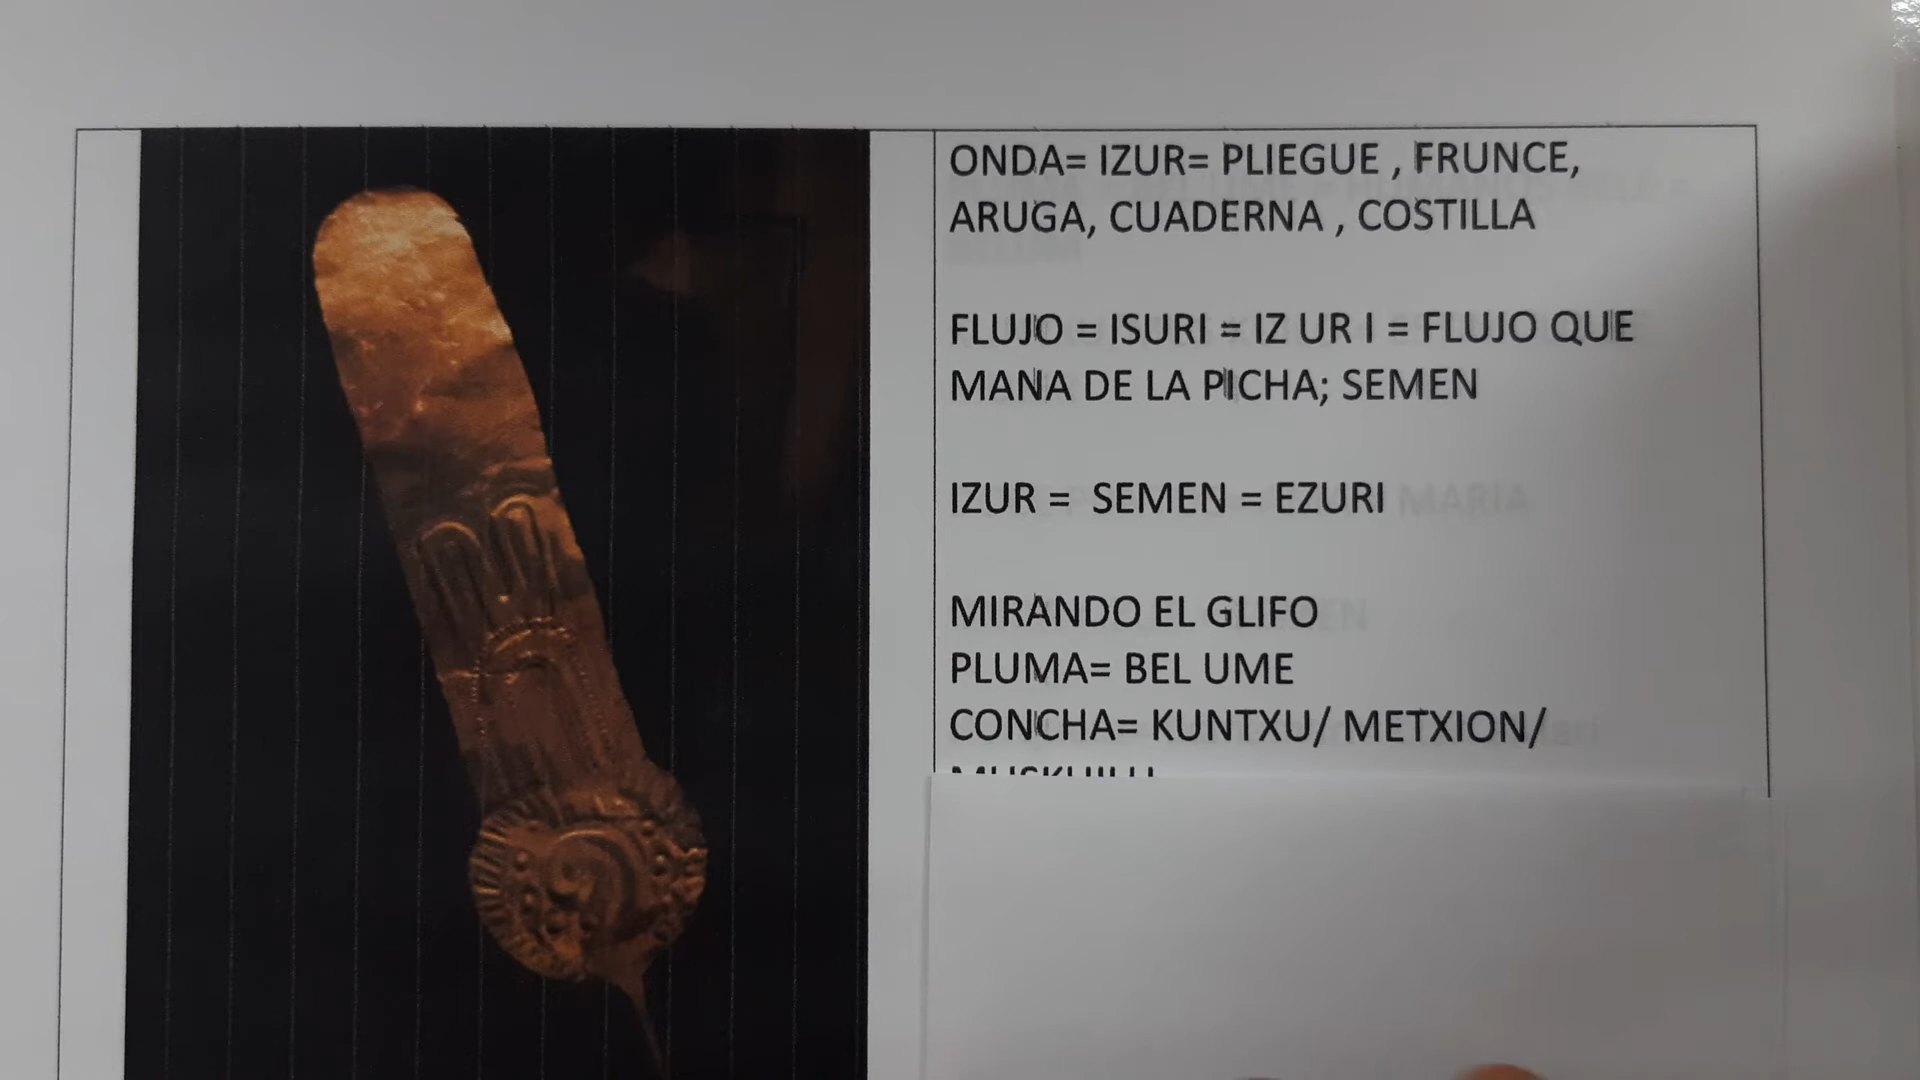 ONDA= IZUR= PLIEGUE , FRUNCE,
ARUGA, CUADERNA , COSTILLA
FLUJO = ISURI = IZ UR I = FLUJO QUE
MANA DE LA PICHA; SEMEN
IZUR = SEMEN = EZURI
MIRANDO EL GLIFO
PLUMA= BEL UME
CONCHA= KUNTXU/ METXION/